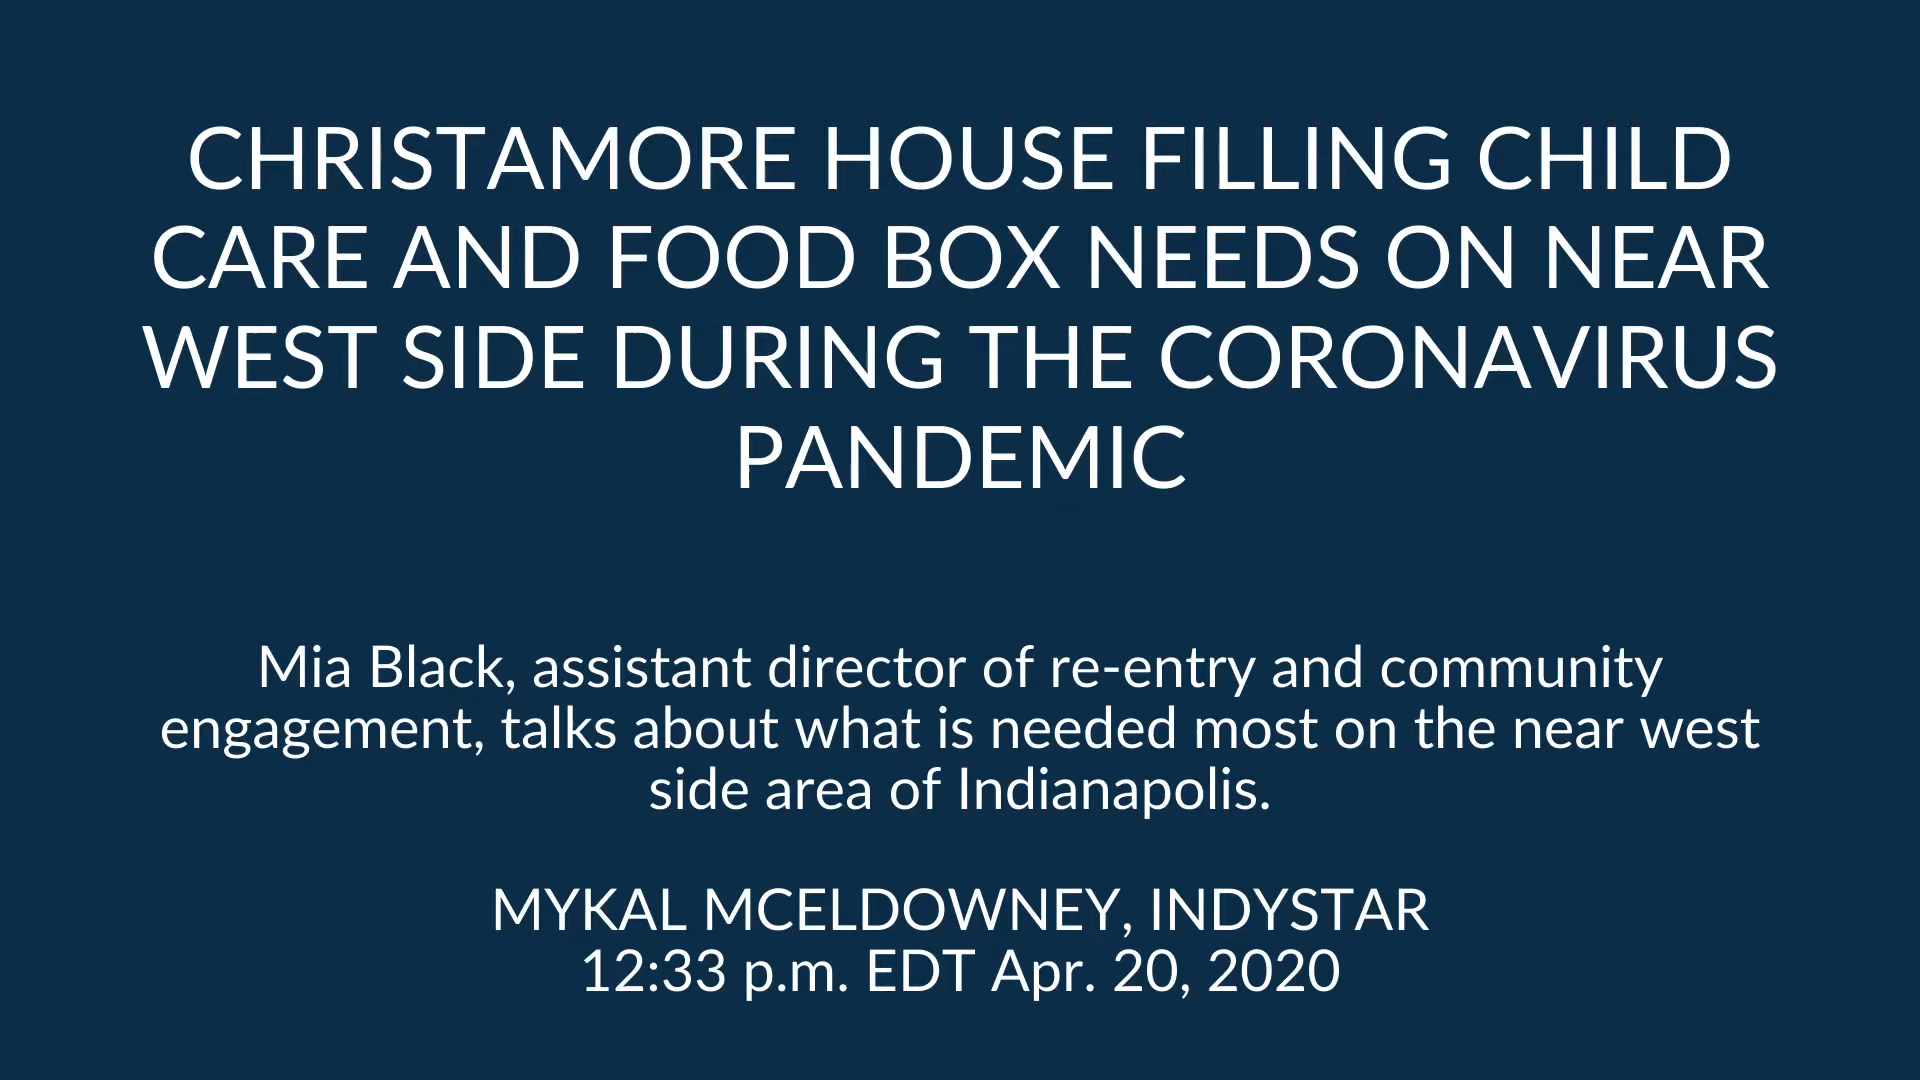 CHRISTAMORE HOUSE FILLING CHILD
CARE AND FOOD BOX NEEDS ON NEAR
WEST SIDE DURING THE CORONAVIRUS
PANDEMIC
Mia Black, assistant director of re-entry and community
engagement, talks about what is needed most on the near west
side area of Indianapolis.
MYKAL MCELDOWNEY, INDYSTAR
12:33 p.m. EDT Apr. 20, 2020